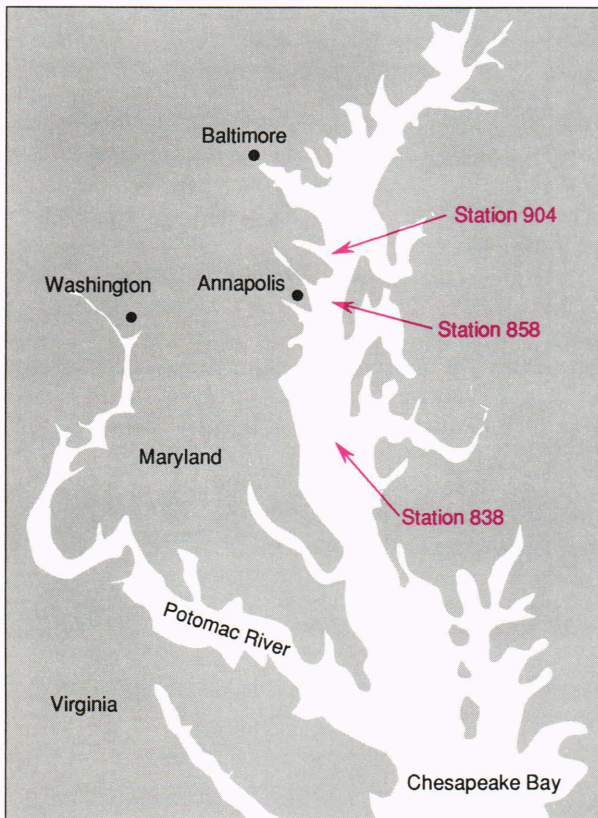 Baltimore
Station 904
Washington
Annapolis
Station 858
Maryland
Station 838
Potomac River
Virginia
Chesapeake Bay